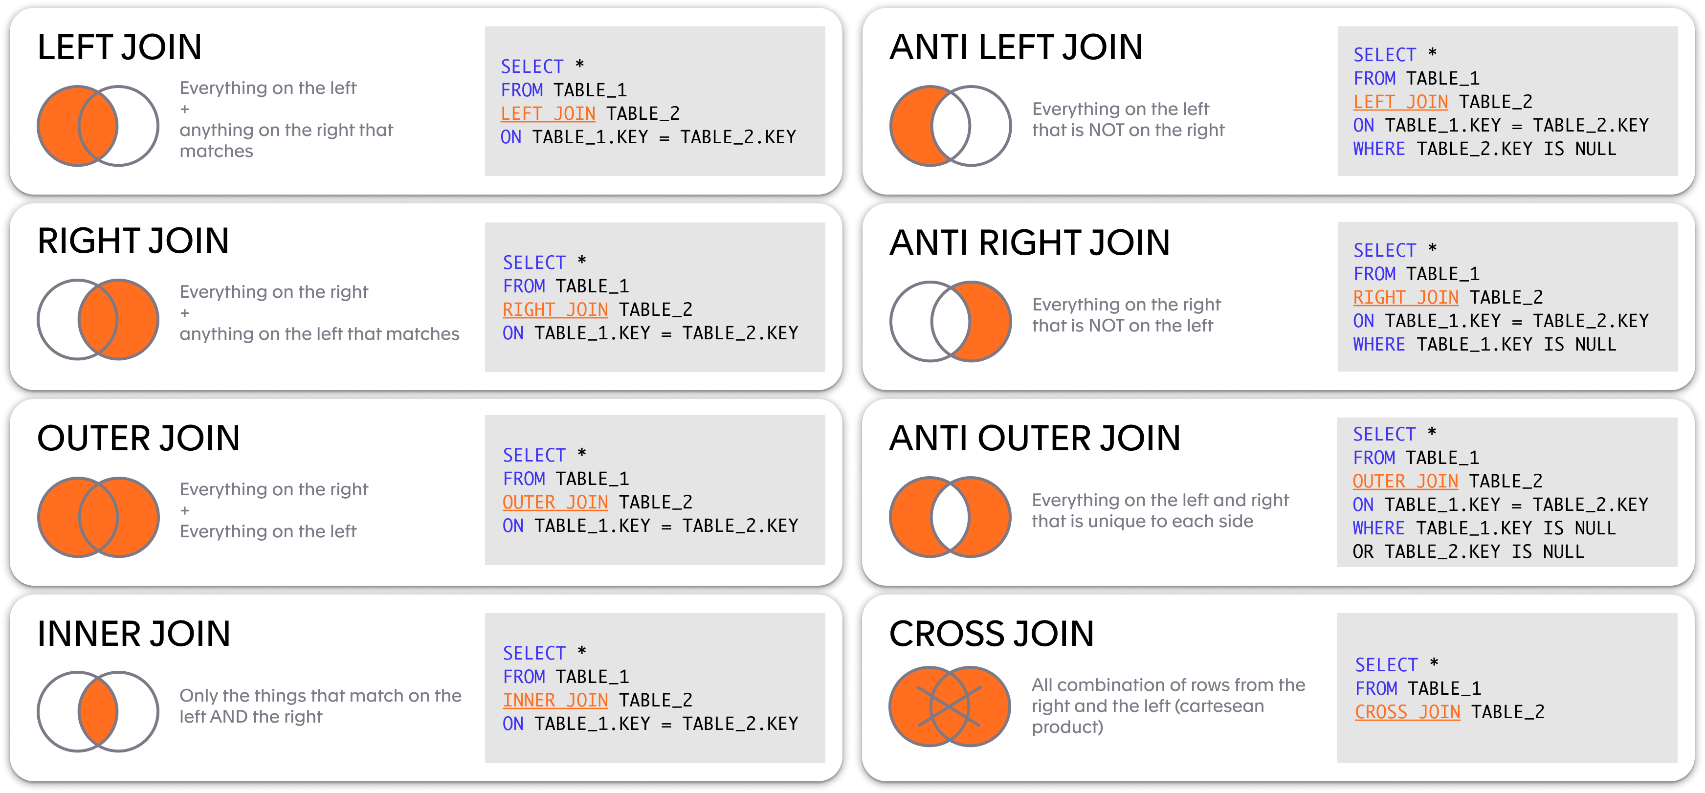 LEFT JOIN
Everything on the left
+
anything on the right that
matches
SELECT *
FROM TABLE_1
LEFT JOIN TABLE_2
ON TABLE_1.KEY = TABLE_2.KEY
ANTI LEFT JOIN
Everything on the left
that is NOT on the right
SELECT *
FROM TABLE_1
LEFT JOIN TABLE_2
ON TABLE_1.KEY = TABLE_2.KEY
WHERE TABLE_2.KEY IS NULL
RIGHT JOIN
Everything on the right
+
anything on the left that matches
SELECT *
FROM TABLE_1
RIGHT JOIN TABLE_2
ON TABLE_1.KEY = TABLE_2.KEY
ANTI RIGHT JOIN
Everything on the right
that is NOT on the left
SELECT *
FROM TABLE_1
RIGHT JOIN TABLE_2
ON TABLE_1.KEY = TABLE_2.KEY
WHERE TABLE_1.KEY IS NULL
OUTER JOIN
Everything on the right
+
Everything on the left
SELECT *
FROM TABLE_1
OUTER JOIN TABLE_2
ON TABLE_1.KEY = TABLE_2.KEY
ANTI OUTER JOIN
Everything on the left and right
that is unique to each side
SELECT *
FROM TABLE_1
OUTER JOIN TABLE_2
ON TABLE_1.KEY = TABLE_2.KEY
WHERE TABLE_1.KEY IS NULL
OR TABLE_2.KEY IS NULL
INNER JOIN
Only the things that match on the
left AND the right
SELECT *
FROM TABLE_1
INNER JOIN TABLE_2
ON TABLE_1.KEY = TABLE_2.KEY
CROSS JOIN
All combination of rows from the
right and the left (cartesean
product)
SELECT *
FROM TABLE_1
CROSS JOIN TABLE_2